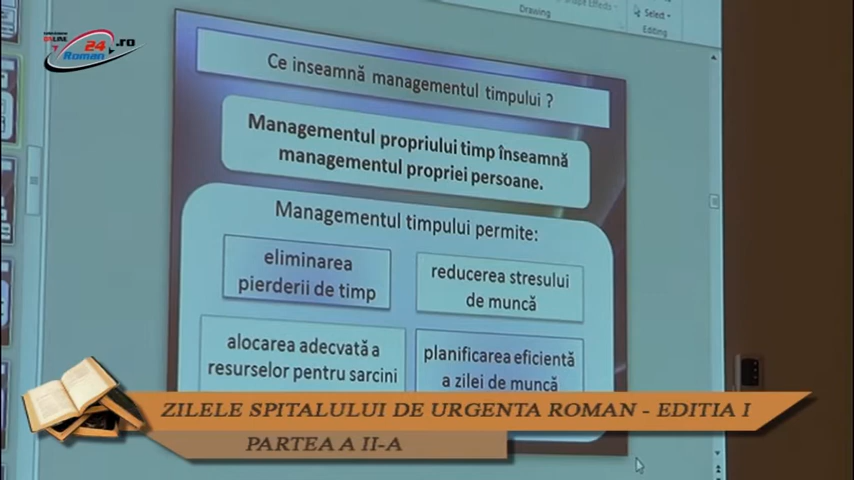 Drawing
Select
Editing
24.ro
Roman
Ce inseamnă managementul timpului ?
Managementul propriului timp înseamnă
managementul propriei persoane.
Managementul timpului permite:
eliminarea
pierderii de timp
reducerea stresului
de muncă
alocarea adecvată a
resurselor pentru sarcini
planificarea eficientă
a zilei de muncă
ZILELE SPITALULUI DE URGENTA ROMAN - EDITIA I
PARTEA A II-A